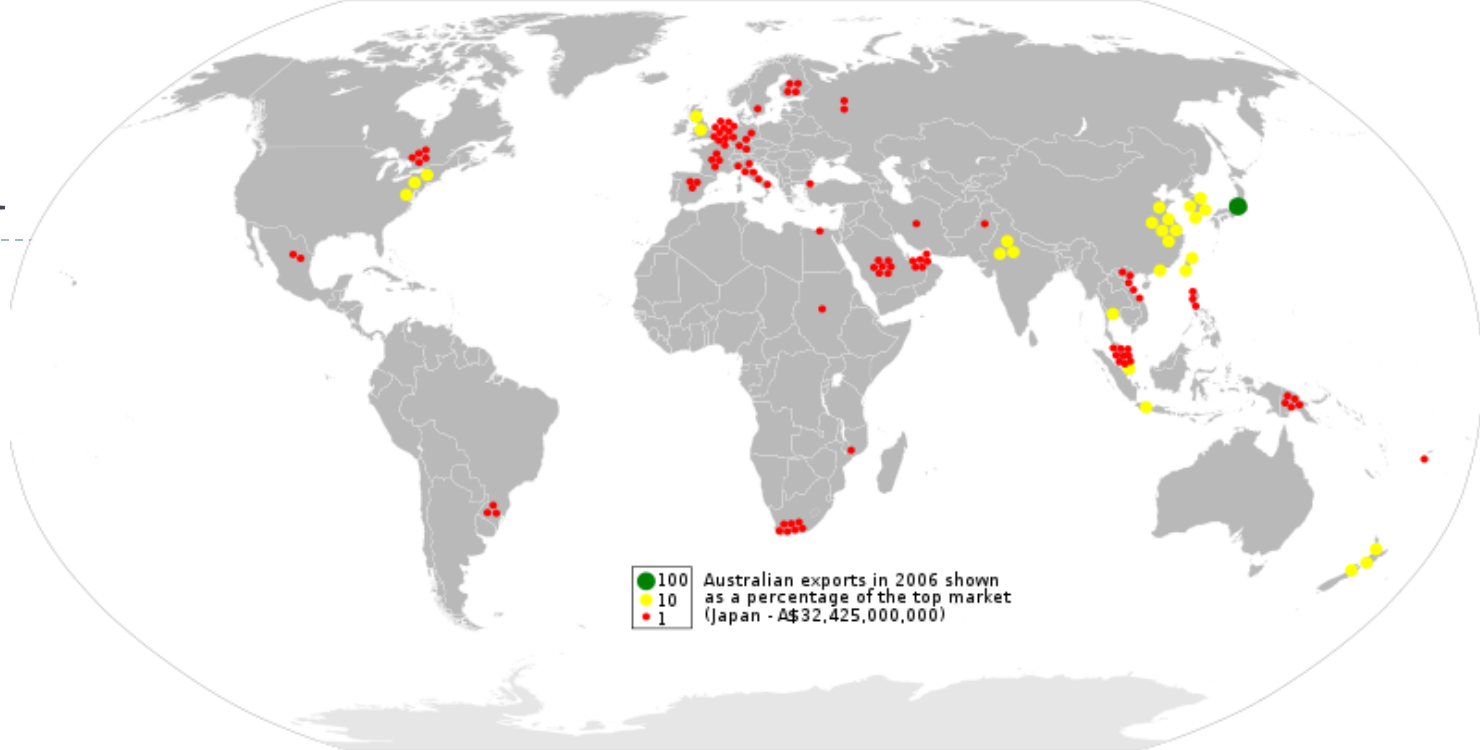 100 Australian exports in 2006 shown
10 as a percentage of the top market
1 (Japan - A$32,425,000,000)